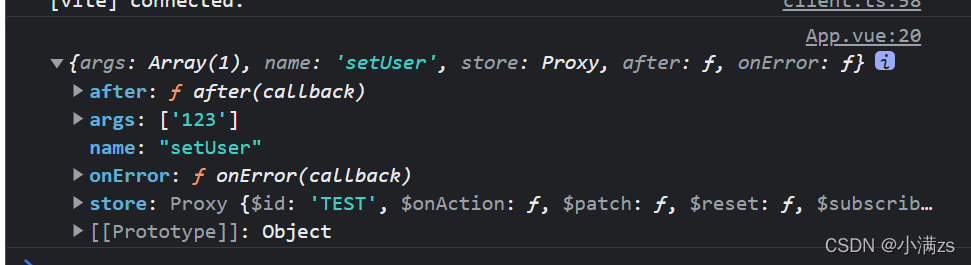 [vite] connected. client.ts:58
App.vue:20
▼{args: Array(1), name: 'setUser', store: Proxy, after: ƒ, onError: ƒ} i
▶ after: ƒ after(callback)
▶ args: ['123']
name: "setUser"
▶ onError: ƒ onError(callback)
▶ store: Proxy {$id: 'TEST', $onAction: ƒ, $patch: ƒ, $reset: ƒ, $subscrib…
▶ [[Prototype]]: Object
CSDN @小满zs